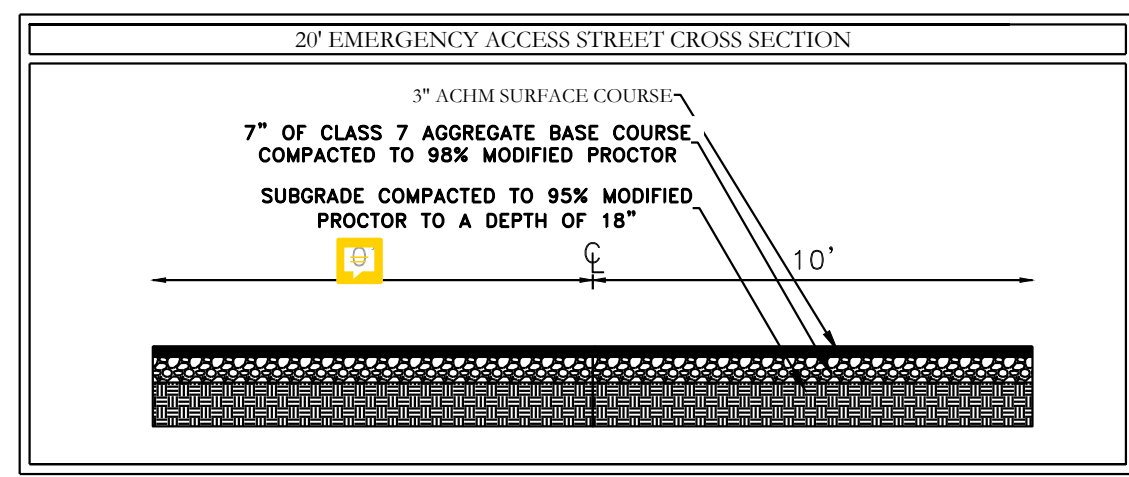 20' EMERGENCY ACCESS STREET CROSS SECTION
3" ACHM SURFACE COURSE
7" OF CLASS 7 AGGREGATE BASE COURSE
COMPACTED TO 98% MODIFIED PROCTOR
SUBGRADE COMPACTED TO 95% MODIFIED
PROCTOR TO A DEPTH OF 18"
℄ 10'